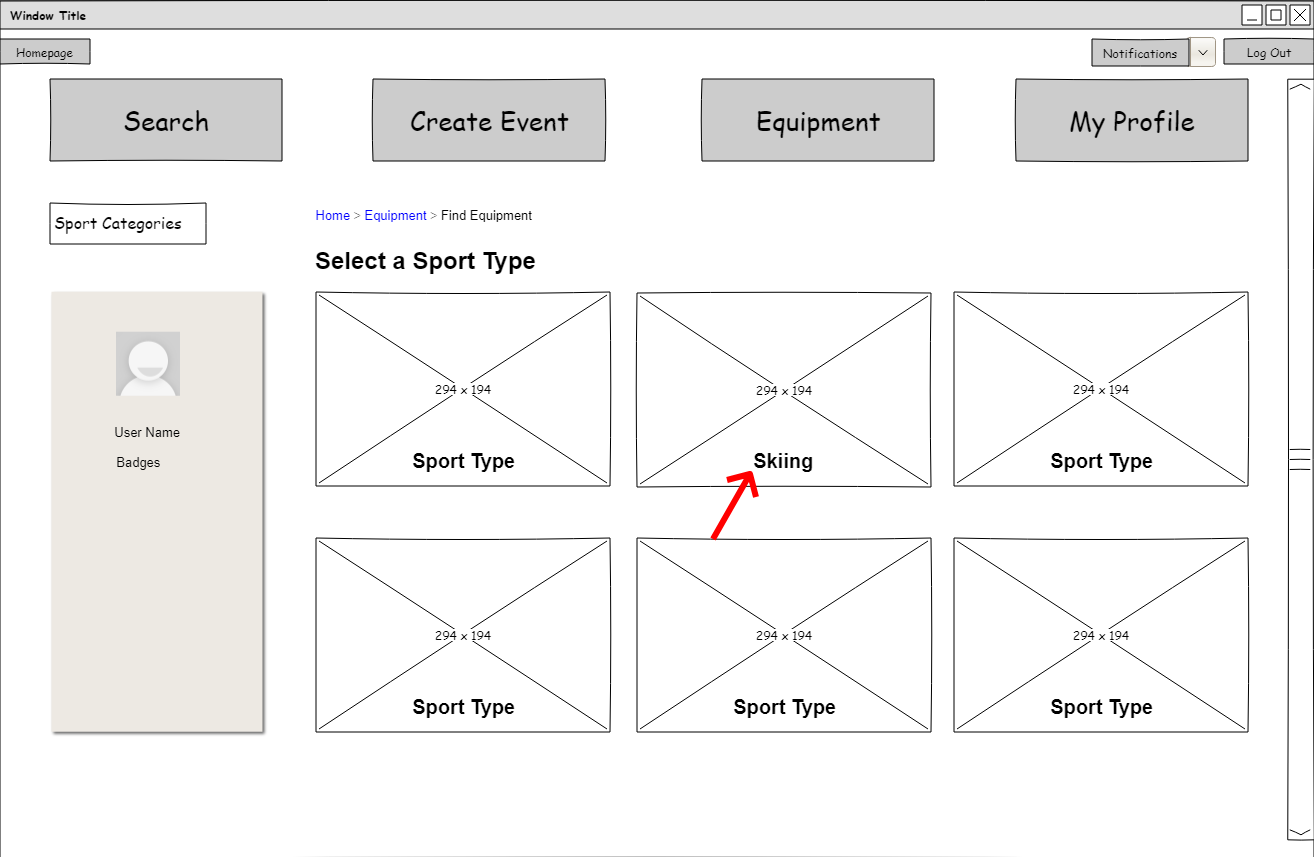 Window Title
Homepage
Notifications
Log Out
Search
Create Event
Equipment
My Profile
Sport Categories
Home > Equipment > Find Equipment
Select a Sport Type
User Name
Badges
294 x 194
294 x 194
294 x 194
Sport Type
Skiing
Sport Type
294 x 194
294 x 194
294 x 194
Sport Type
Sport Type
Sport Type